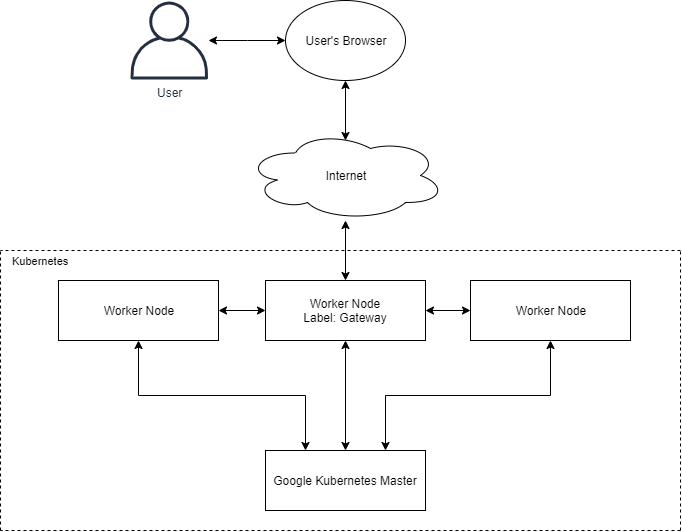 User's Browser
User
Internet
Kubernetes
Worker Node
Worker Node
Label: Gateway
Worker Node
Google Kubernetes Master